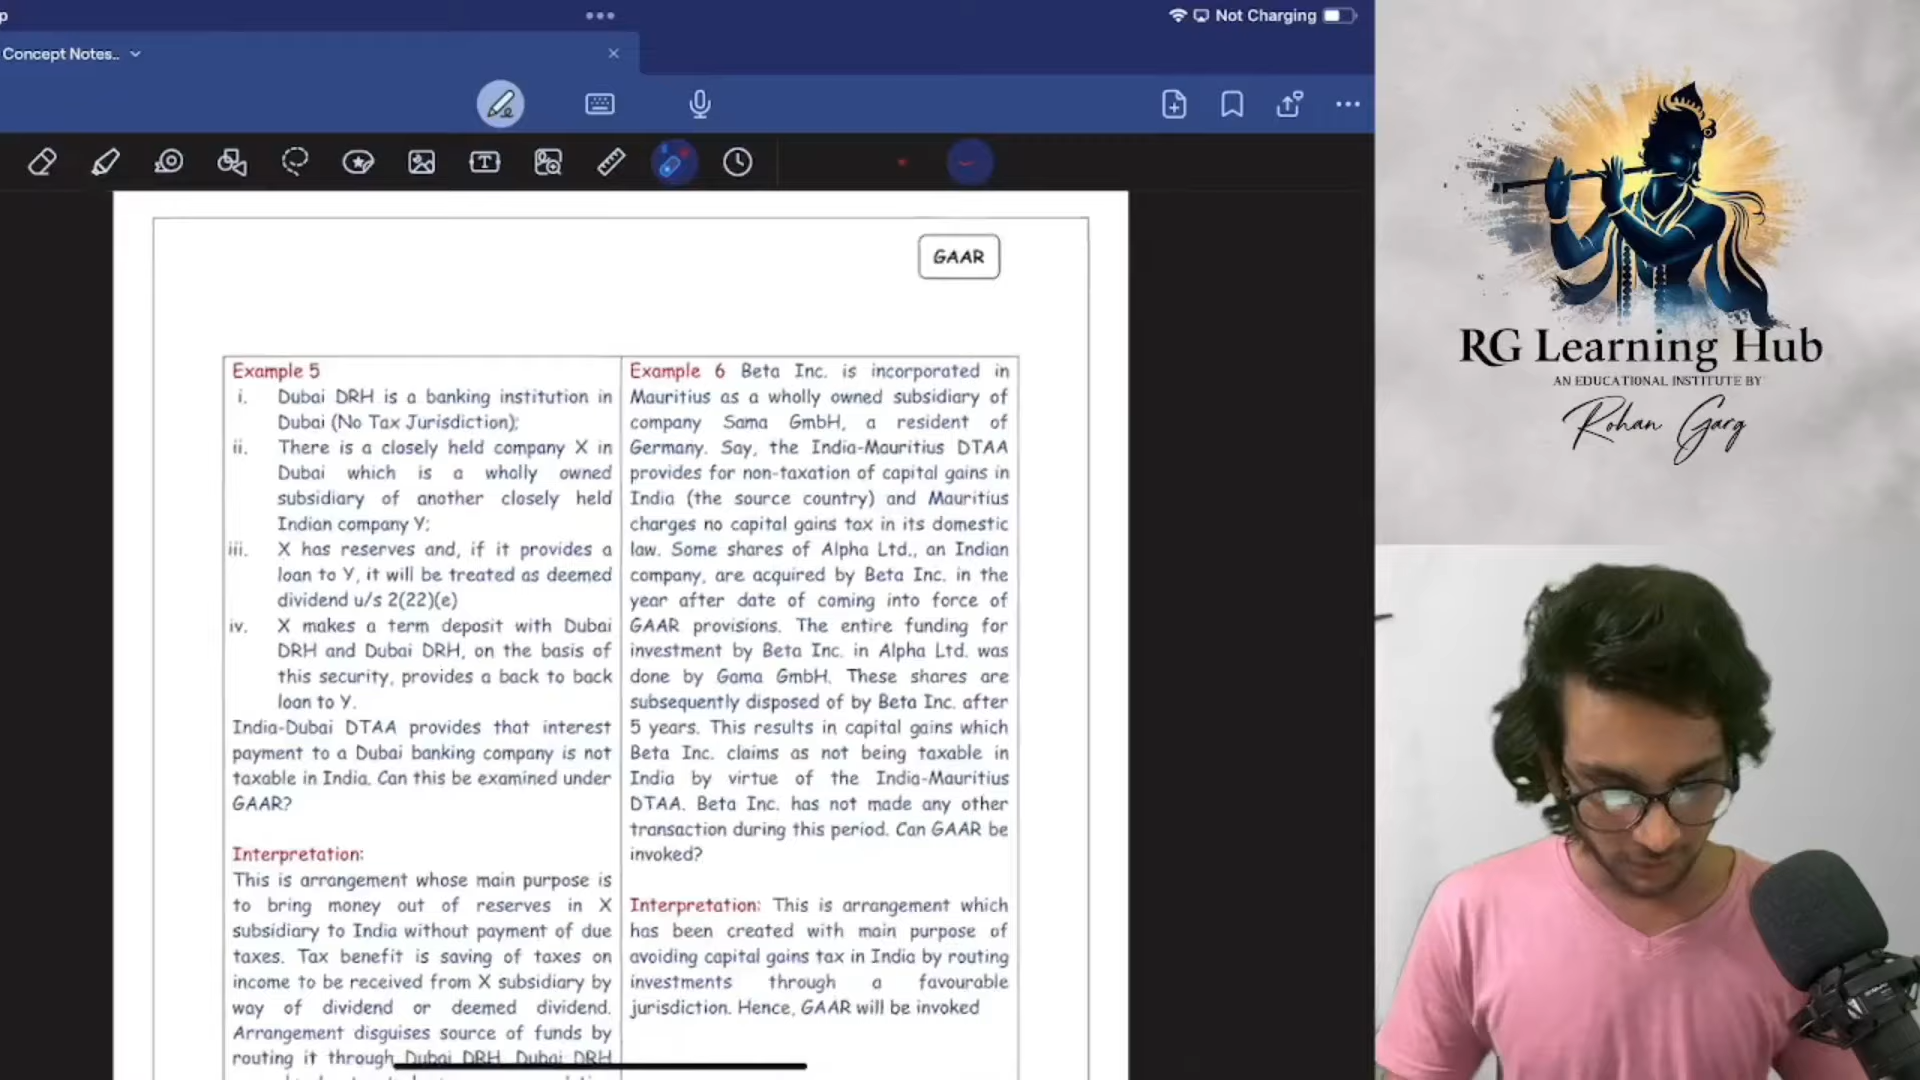 p
Not Charging
Concept Notes..
GAAR
Example 5
i. Dubai DRH is a banking institution in
Dubai (No Tax Jurisdiction);
ii. There is a closely held company X in
Dubai which is a wholly owned
subsidiary of another closely held
Indian company Y;
iii. X has reserves and, if it provides a
loan to Y, it will be treated as deemed
dividend u/s 2(22)(e)
iv. X makes a term deposit with Dubai
DRH and Dubai DRH, on the basis of
this security, provides a back to back
loan to Y.
India-Dubai DTAA provides that interest
payment to a Dubai banking company is not
taxable in India. Can this be examined under
GAAR?
Interpretation:
This is arrangement whose main purpose is
to bring money out of reserves in X
subsidiary to India without payment of due
taxes. Tax benefit is saving of taxes on
income to be received from X subsidiary by
way of dividend or deemed dividend.
Arrangement disguises source of funds by
routing it through Dubai DRH. Dubai DRH
Example 6 Beta Inc. is incorporated in
Mauritius as a wholly owned subsidiary of
company Sama GmbH, a resident of
Germany. Say, the India-Mauritius DTAA
provides for non-taxation of capital gains in
India (the source country) and Mauritius
charges no capital gains tax in its domestic
law. Some shares of Alpha Ltd., an Indian
company, are acquired by Beta Inc. in the
year after date of coming into force of
GAAR provisions. The entire funding for
investment by Beta Inc. in Alpha Ltd. was
done by Gama GmbH. These shares are
subsequently disposed of by Beta Inc. after
5 years. This results in capital gains which
Beta Inc. claims as not being taxable in
India by virtue of the India-Mauritius
DTAA. Beta Inc. has not made any other
transaction during this period. Can GAAR be
invoked?
Interpretation: This is arrangement which
has been created with main purpose of
avoiding capital gains tax in India by routing
investments through a favourable
jurisdiction. Hence, GAAR will be invoked
RG Learning Hub
AN EDUCATIONAL INSTITUTE BY
Rohan Garg